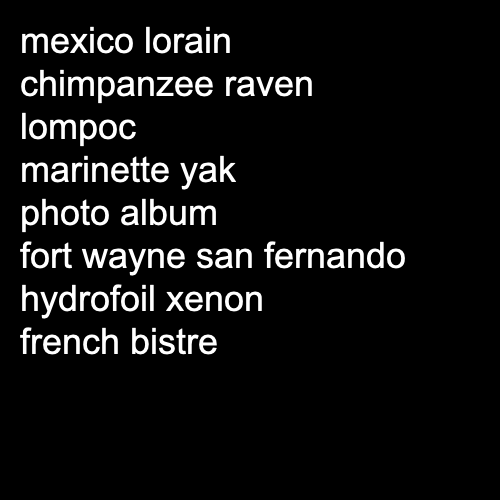 mexico lorain
chimpanzee raven
lompoc
marinette yak
photo album
fort wayne san fernando
hydrofoil xenon
french bistre